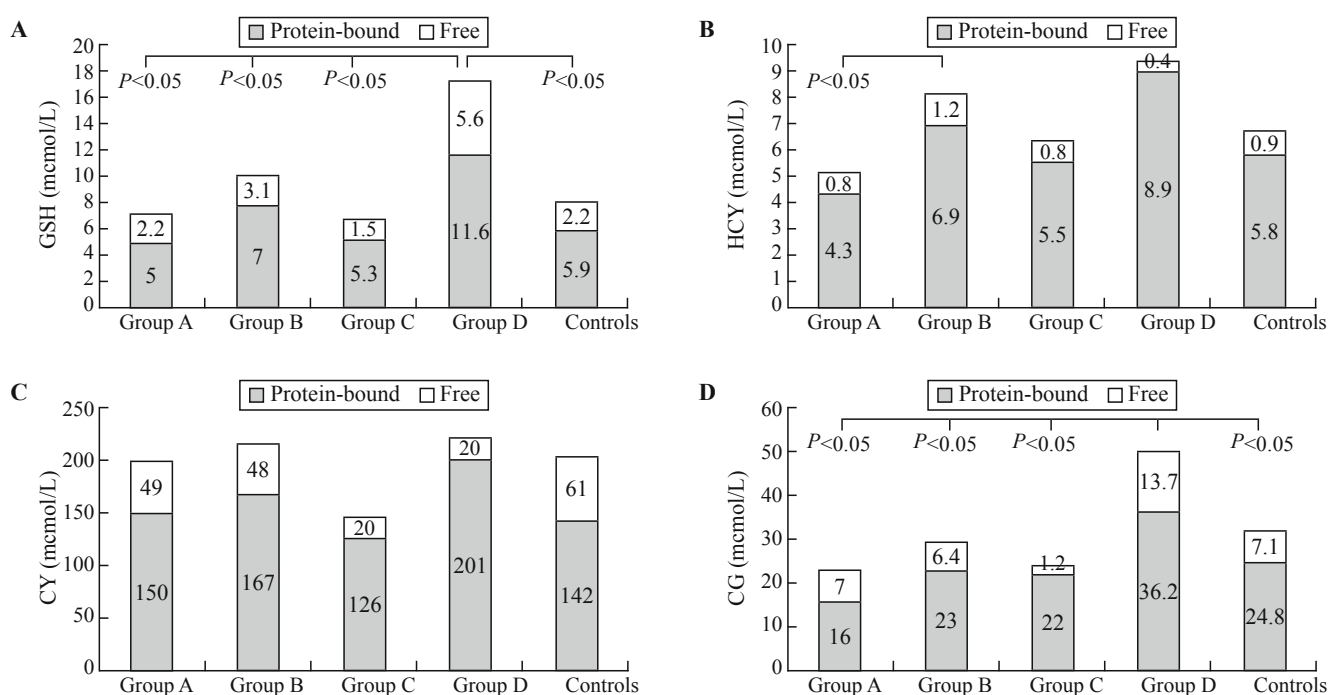 A
Protein-bound Free
20
18
16
14
12
10
8
6
4
2
0
GSH (mcmol/L)
P<0.05 P<0.05 P<0.05 P<0.05
2.2 3.1 1.5 5.6 2.2
5 7 5.3 11.6 5.9
Group A Group B Group C Group D Controls
B
Protein-bound Free
10
9
8
7
6
5
4
3
2
1
0
HCY (mcmol/L)
P<0.05
0.8 1.2 0.8 0.4 0.9
4.3 6.9 5.5 8.9 5.8
Group A Group B Group C Group D Controls
C
Protein-bound Free
250
200
150
100
50
0
CY (mcmol/L)
49 48 20 20 61
150 167 126 201 142
Group A Group B Group C Group D Controls
D
Protein-bound Free
60
50
40
30
20
10
0
CG (mcmol/L)
P<0.05 P<0.05 P<0.05 P<0.05
7 6.4 1.2 13.7 7.1
16 23 22 36.2 24.8
Group A Group B Group C Group D Controls